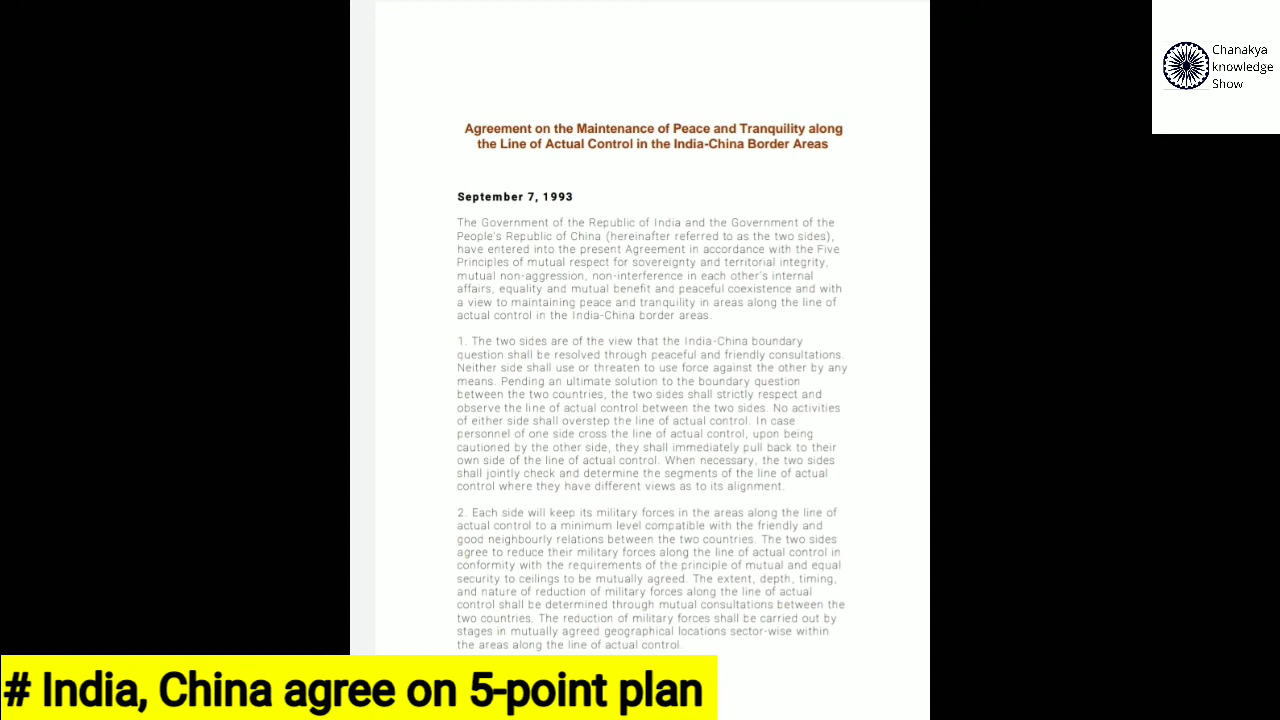 Chanakya
knowledge
Show
Agreement on the Maintenance of Peace and Tranquility along
the Line of Actual Control in the India-China Border Areas
September 7, 1993
The Government of the Republic of India and the Government of the
People's Republic of China (hereinafter referred to as the two sides),
have entered into the present Agreement in accordance with the Five
Principles of mutual respect for sovereignty and territorial integrity,
mutual non-aggression, non-interference in each other's internal
affairs, equality and mutual benefit and peaceful coexistence and with
a view to maintaining peace and tranquility in areas along the line of
actual control in the India-China border areas.
1. The two sides are of the view that the India-China boundary
question shall be resolved through peaceful and friendly consultations.
Neither side shall use or threaten to use force against the other by any
means. Pending an ultimate solution to the boundary question
between the two countries, the two sides shall strictly respect and
observe the line of actual control between the two sides. No activities
of either side shall overstep the line of actual control. In case
personnel of one side cross the line of actual control, upon being
cautioned by the other side, they shall immediately pull back to their
own side of the line of actual control. When necessary, the two sides
shall jointly check and determine the segments of the line of actual
control where they have different views as to its alignment.
2. Each side will keep its military forces in the areas along the line of
actual control to a minimum level compatible with the friendly and
good neighbourly relations between the two countries. The two sides
agree to reduce their military forces along the line of actual control in
conformity with the requirements of the principle of mutual and equal
security to ceilings to be mutually agreed. The extent, depth, timing,
and nature of reduction of military forces along the line of actual
control shall be determined through mutual consultations between the
two countries. The reduction of military forces shall be carried out by
stages in mutually agreed geographical locations sector-wise within
the areas along the line of actual control.
# India, China agree on 5-point plan